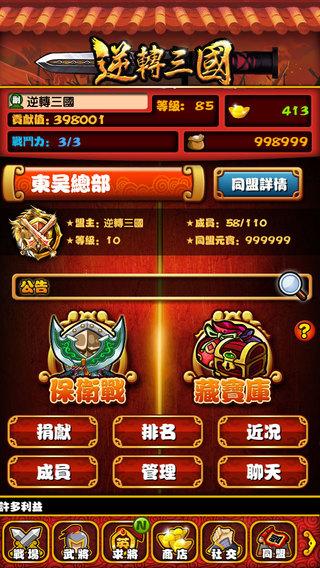 逆轉三國
逆轉三國
等級: 85
413
貢献值: 398001
戰鬥力: 3/3
998999
東吴總部
同盟詳情
★盟主: 逆轉三國
★成員: 58/110
★等級: 10
★同盟元寶: 999999
公告
?
保衛戰
藏寶庫
捐獻
排名
近况
成員
管理
聊天
許多利益
N
戰場
武將
求將
商店
社交
同盟